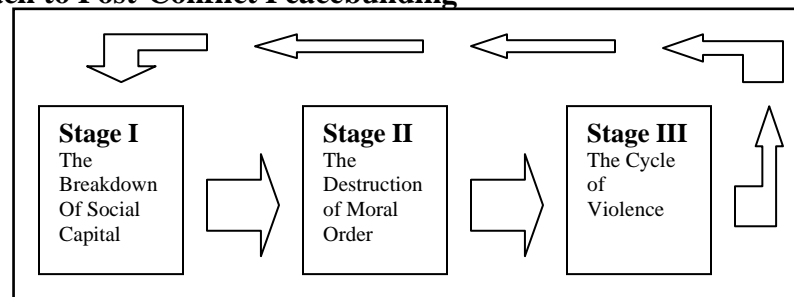 to Post-Conflict Peacebuilding
Stage I
The
Breakdown
Of Social
Capital
Stage II
The
Destruction
of Moral
Order
Stage III
The Cycle
of
Violence